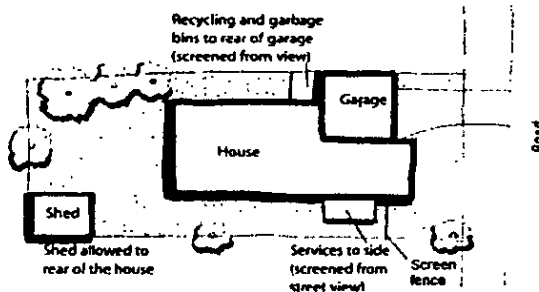 Recycling and garbage
bins to rear of garage
(screened from view)
Garage
House
Road
Shed
Shed allowed to
rear of the house
Services to side
(screened from
street view)
Screen
fence